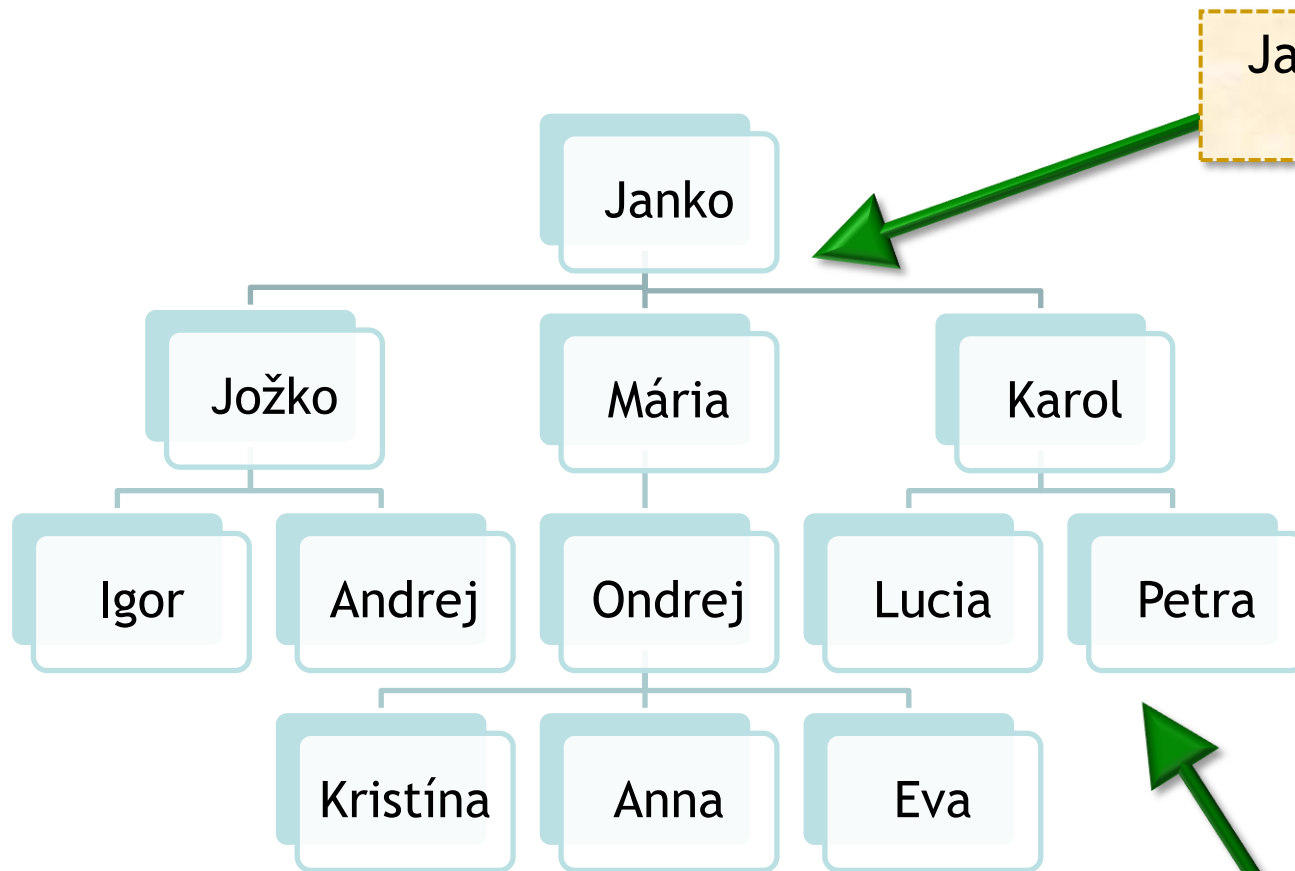 Ja
Janko
Jožko
Mária
Karol
Igor
Andrej
Ondrej
Lucia
Petra
Kristína
Anna
Eva